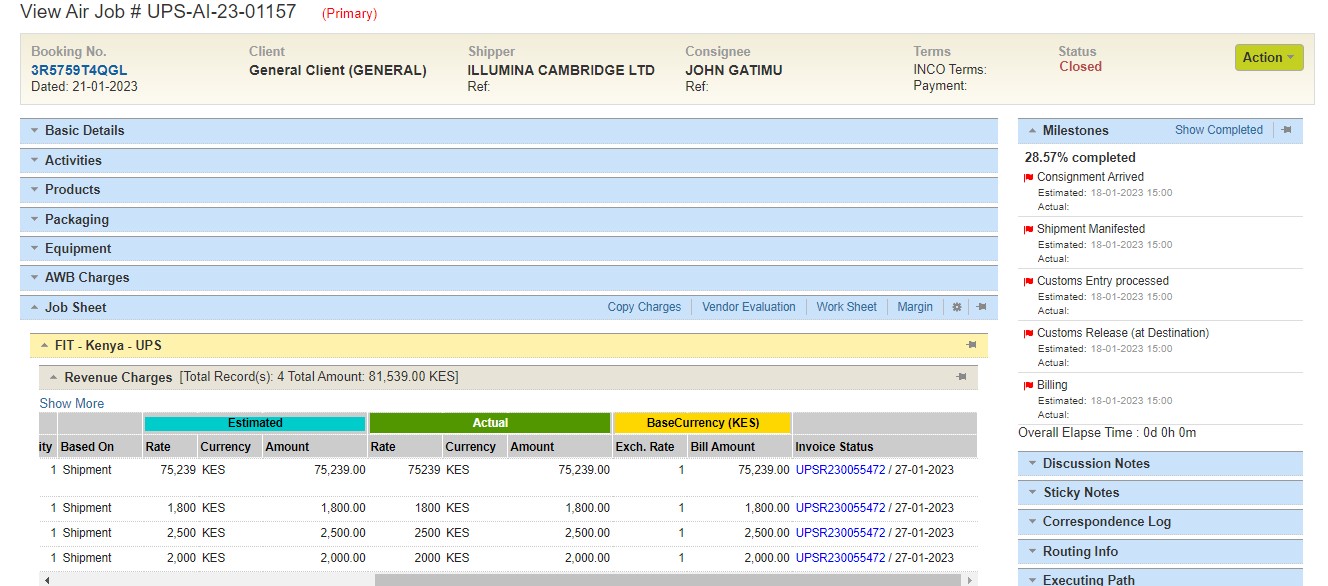 View Air Job # UPS-AI-23-01157 (Primary)
Booking No. Client Shipper Consignee Terms Status
3R5759T4QGL General Client (GENERAL) ILLUMINA CAMBRIDGE LTD JOHN GATIMU INCO Terms: Closed Action
Dated: 21-01-2023 Ref: Ref: Payment:
Basic Details
Activities
Products
Packaging
Equipment
AWB Charges
Job Sheet Copy Charges Vendor Evaluation Work Sheet Margin
FIT - Kenya - UPS
Revenue Charges [Total Record(s): 4 Total Amount: 81,539.00 KES]
Show More
Estimated Actual BaseCurrency (KES)
ity Based On Rate Currency Amount Rate Currency Amount Exch. Rate Bill Amount Invoice Status
1 Shipment 75,239 KES 75,239.00 75239 KES 75,239.00 1 75,239.00 UPSR230055472 / 27-01-2023
1 Shipment 1,800 KES 1,800.00 1800 KES 1,800.00 1 1,800.00 UPSR230055472 / 27-01-2023
1 Shipment 2,500 KES 2,500.00 2500 KES 2,500.00 1 2,500.00 UPSR230055472 / 27-01-2023
1 Shipment 2,000 KES 2,000.00 2000 KES 2,000.00 1 2,000.00 UPSR230055472 / 27-01-2023
Milestones Show Completed
28.57% completed
Consignment Arrived
Estimated: 18-01-2023 15:00
Actual:
Shipment Manifested
Estimated: 18-01-2023 15:00
Actual:
Customs Entry processed
Estimated: 18-01-2023 15:00
Actual:
Customs Release (at Destination)
Estimated: 18-01-2023 15:00
Actual:
Billing
Estimated: 18-01-2023 15:00
Actual:
Overall Elapse Time : 0d 0h 0m
Discussion Notes
Sticky Notes
Correspondence Log
Routing Info
Executing Path